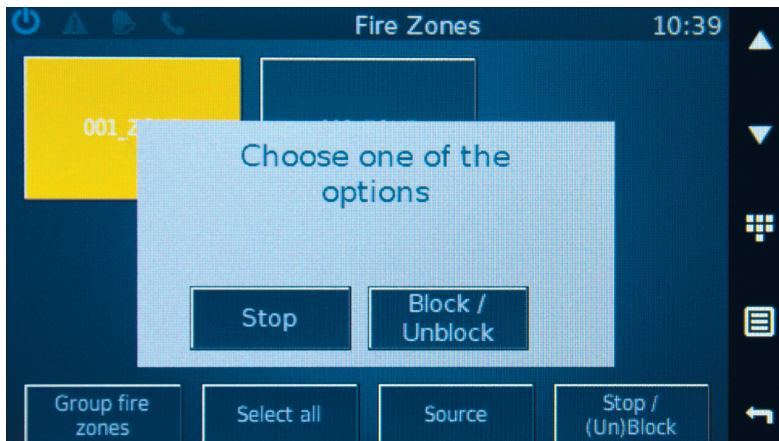 Fire Zones
10:39
Choose one of the
options
Stop
Block /
Unblock
Group fire
zones
Select all
Source
Stop /
(Un)Block